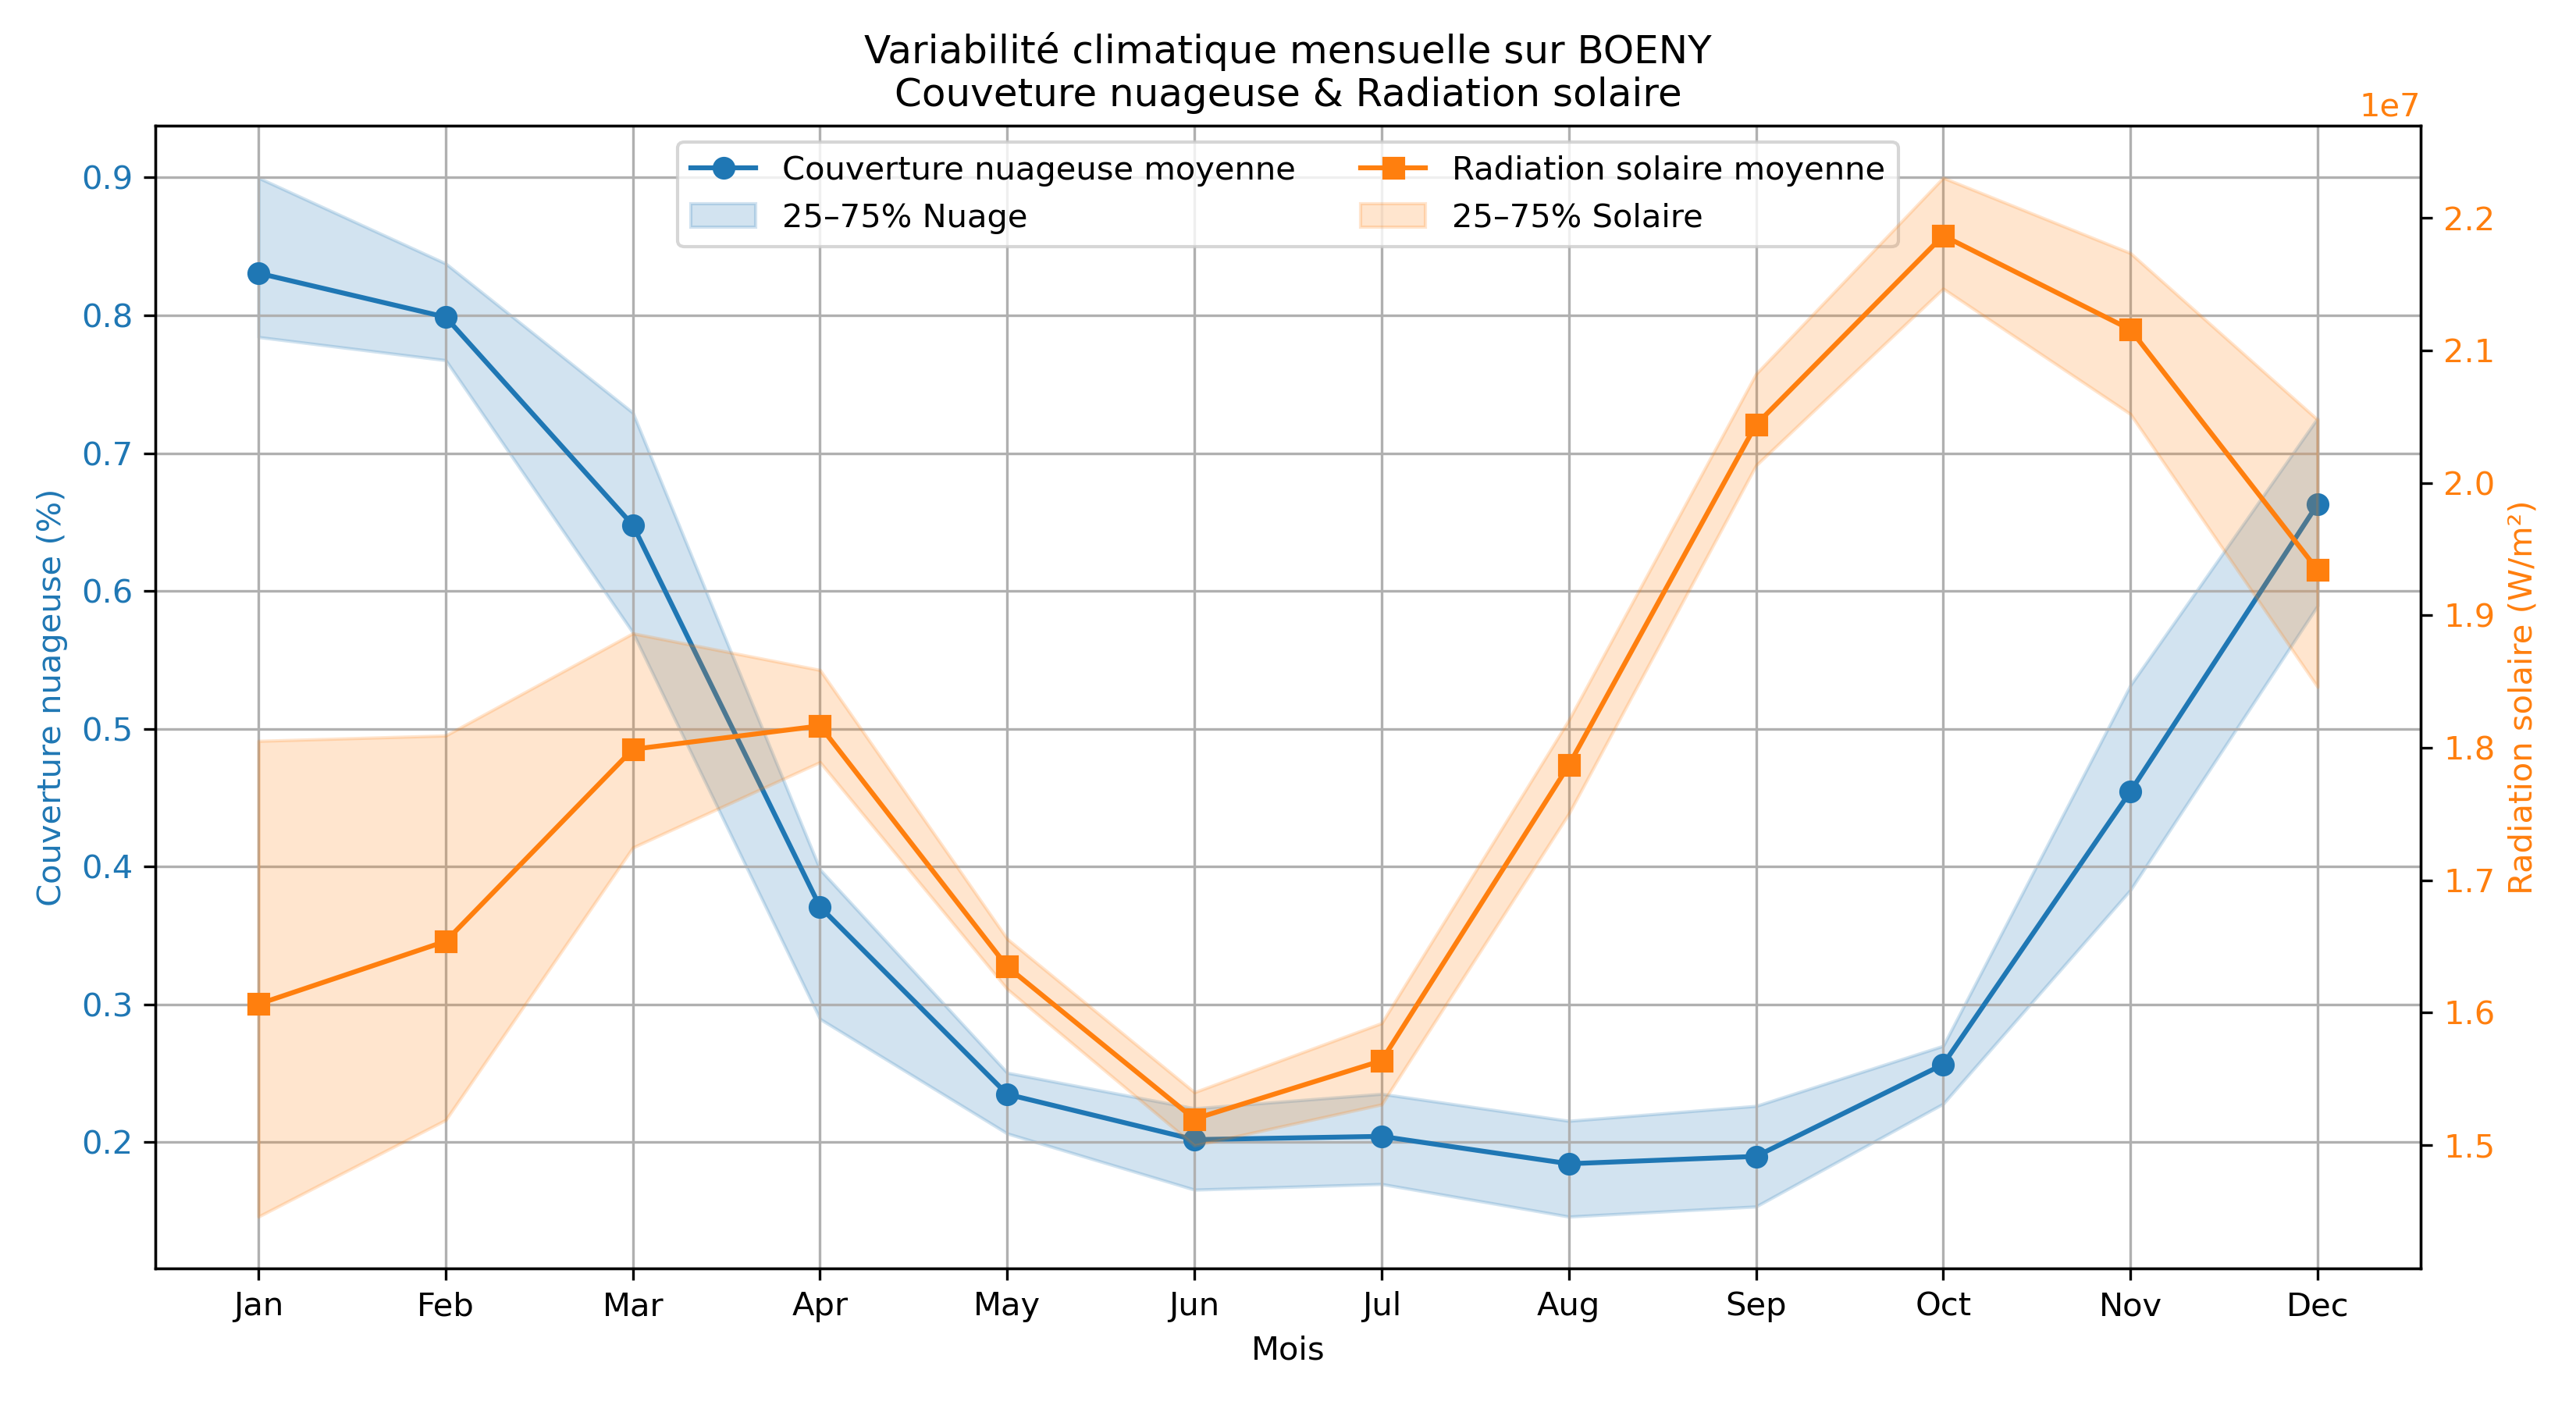 Variabilité climatique mensuelle sur BOENY
Couveture nuageuse & Radiation solaire
1e7
Couverture nuageuse moyenne
25–75% Nuage
Radiation solaire moyenne
25–75% Solaire
Couverture nuageuse (%)
0.9
0.8
0.7
0.6
0.5
0.4
0.3
0.2
2.2
2.1
2.0
1.9
1.8
1.7
1.6
1.5
Radiation solaire (W/m²)
Jan Feb Mar Apr May Jun Jul Aug Sep Oct Nov Dec
Mois